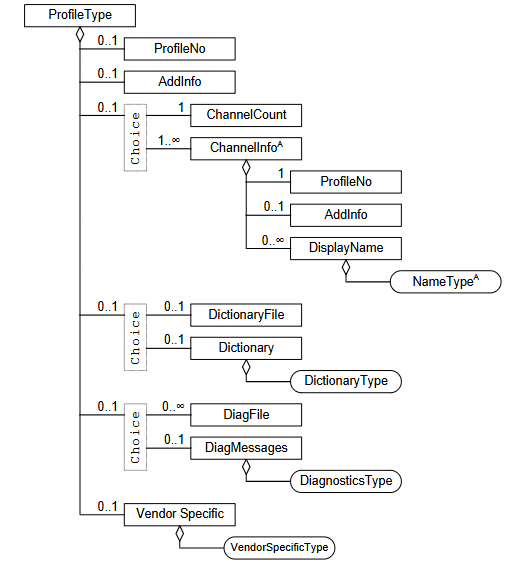 ProfileType
0..1 ProfileNo
0..1 AddInfo
0..1 Choice 1 ChannelCount
1..∞ ChannelInfoA
1 ProfileNo
0..1 AddInfo
0..∞ DisplayName
NameTypeA
0..1 Choice 0..1 DictionaryFile
0..1 Dictionary
DictionaryType
0..1 Choice 0..∞ DiagFile
0..1 DiagMessages
DiagnosticsType
0..1 Vendor Specific
VendorSpecificType